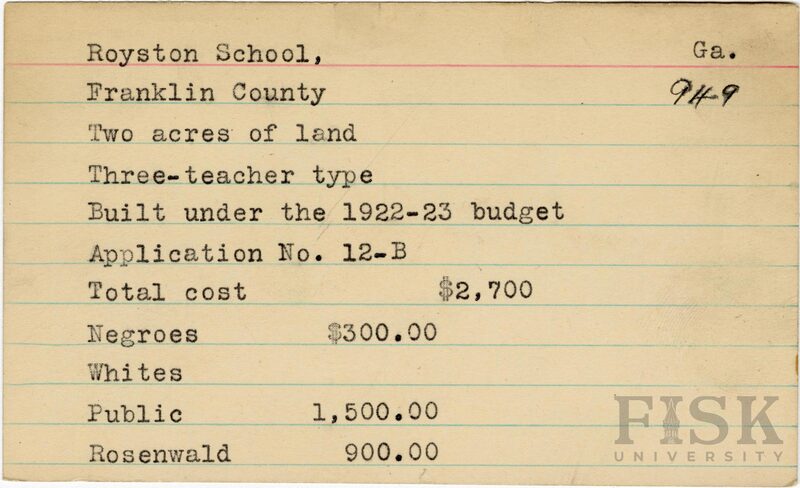 Royston School, Ga.
Franklin County 949
Two acres of land
Three-teacher type
Built under the 1922-23 budget
Application No. 12-B
Total cost $2,700
Negroes $300.00
Whites
Public 1,500.00
Rosenwald 900.00
FISK
UNIVERSITY